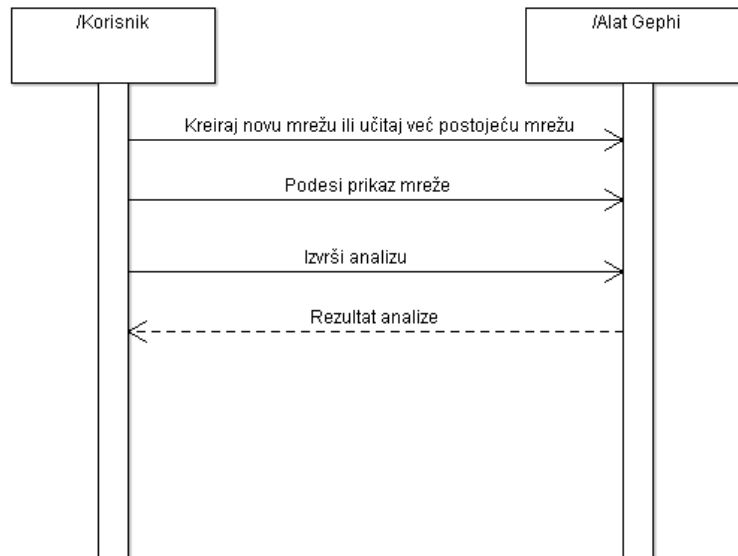 /Korisnik
/Alat Gephi
Kreiraj novu mrežu ili učitaj već postojeću mrežu
Podesi prikaz mreže
Izvrši analizu
Rezultat analize